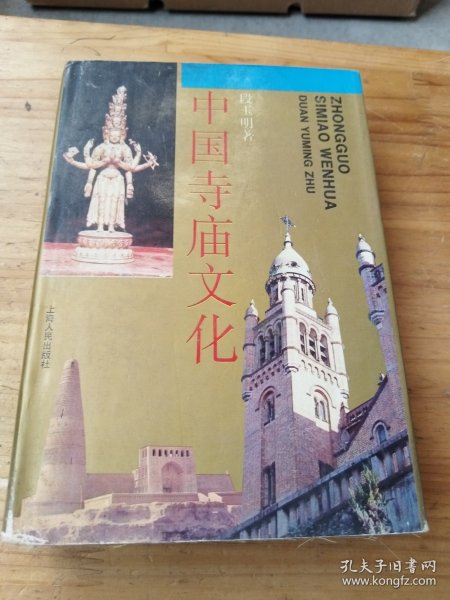 中国寺庙文化
段玉明著
ZHONGGUO
SIMIAO WENHUA
DUAN YUMING ZHU
上海人民出版社
孔夫子旧书网
www.kongfz.com